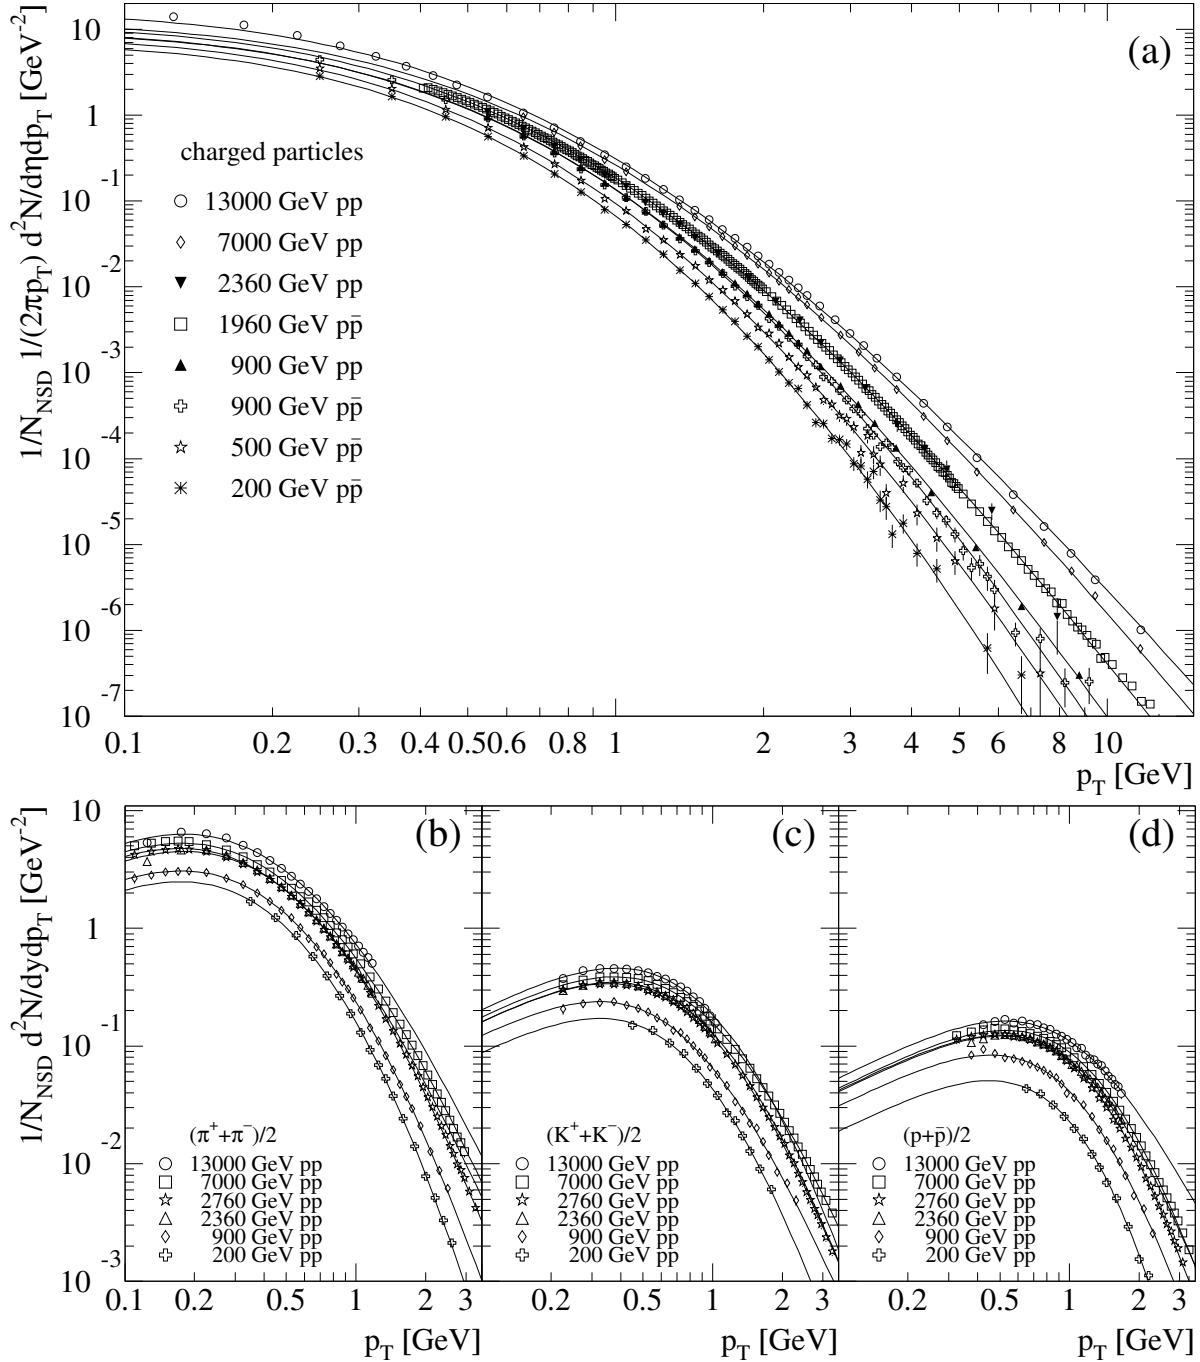 1/N_NSD 1/(2πp_T) d²N/dηdp_T [GeV⁻²]
(a)
10
1
10⁻¹
10⁻²
10⁻³
10⁻⁴
10⁻⁵
10⁻⁶
10⁻⁷
charged particles
13000 GeV pp
7000 GeV pp
2360 GeV pp
1960 GeV pp̄
900 GeV pp
900 GeV pp̄
500 GeV pp̄
200 GeV pp̄
0.1 0.2 0.3 0.4 0.5 0.6 0.8 1 2 3 4 5 6 8 10
p_T [GeV]
1/N_NSD d²N/dydp_T [GeV⁻²]
10
1
10⁻¹
10⁻²
10⁻³
(b)
(π⁺+π⁻)/2
13000 GeV pp
7000 GeV pp
2760 GeV pp
2360 GeV pp
900 GeV pp
200 GeV pp
0.1 0.2 0.5 1 2 3
p_T [GeV]
(c)
(K⁺+K⁻)/2
13000 GeV pp
7000 GeV pp
2760 GeV pp
2360 GeV pp
900 GeV pp
200 GeV pp
0.2 0.5 1 2 3
p_T [GeV]
(d)
(p+p̄)/2
13000 GeV pp
7000 GeV pp
2760 GeV pp
2360 GeV pp
900 GeV pp
200 GeV pp
0.2 0.5 1 2 3
p_T [GeV]